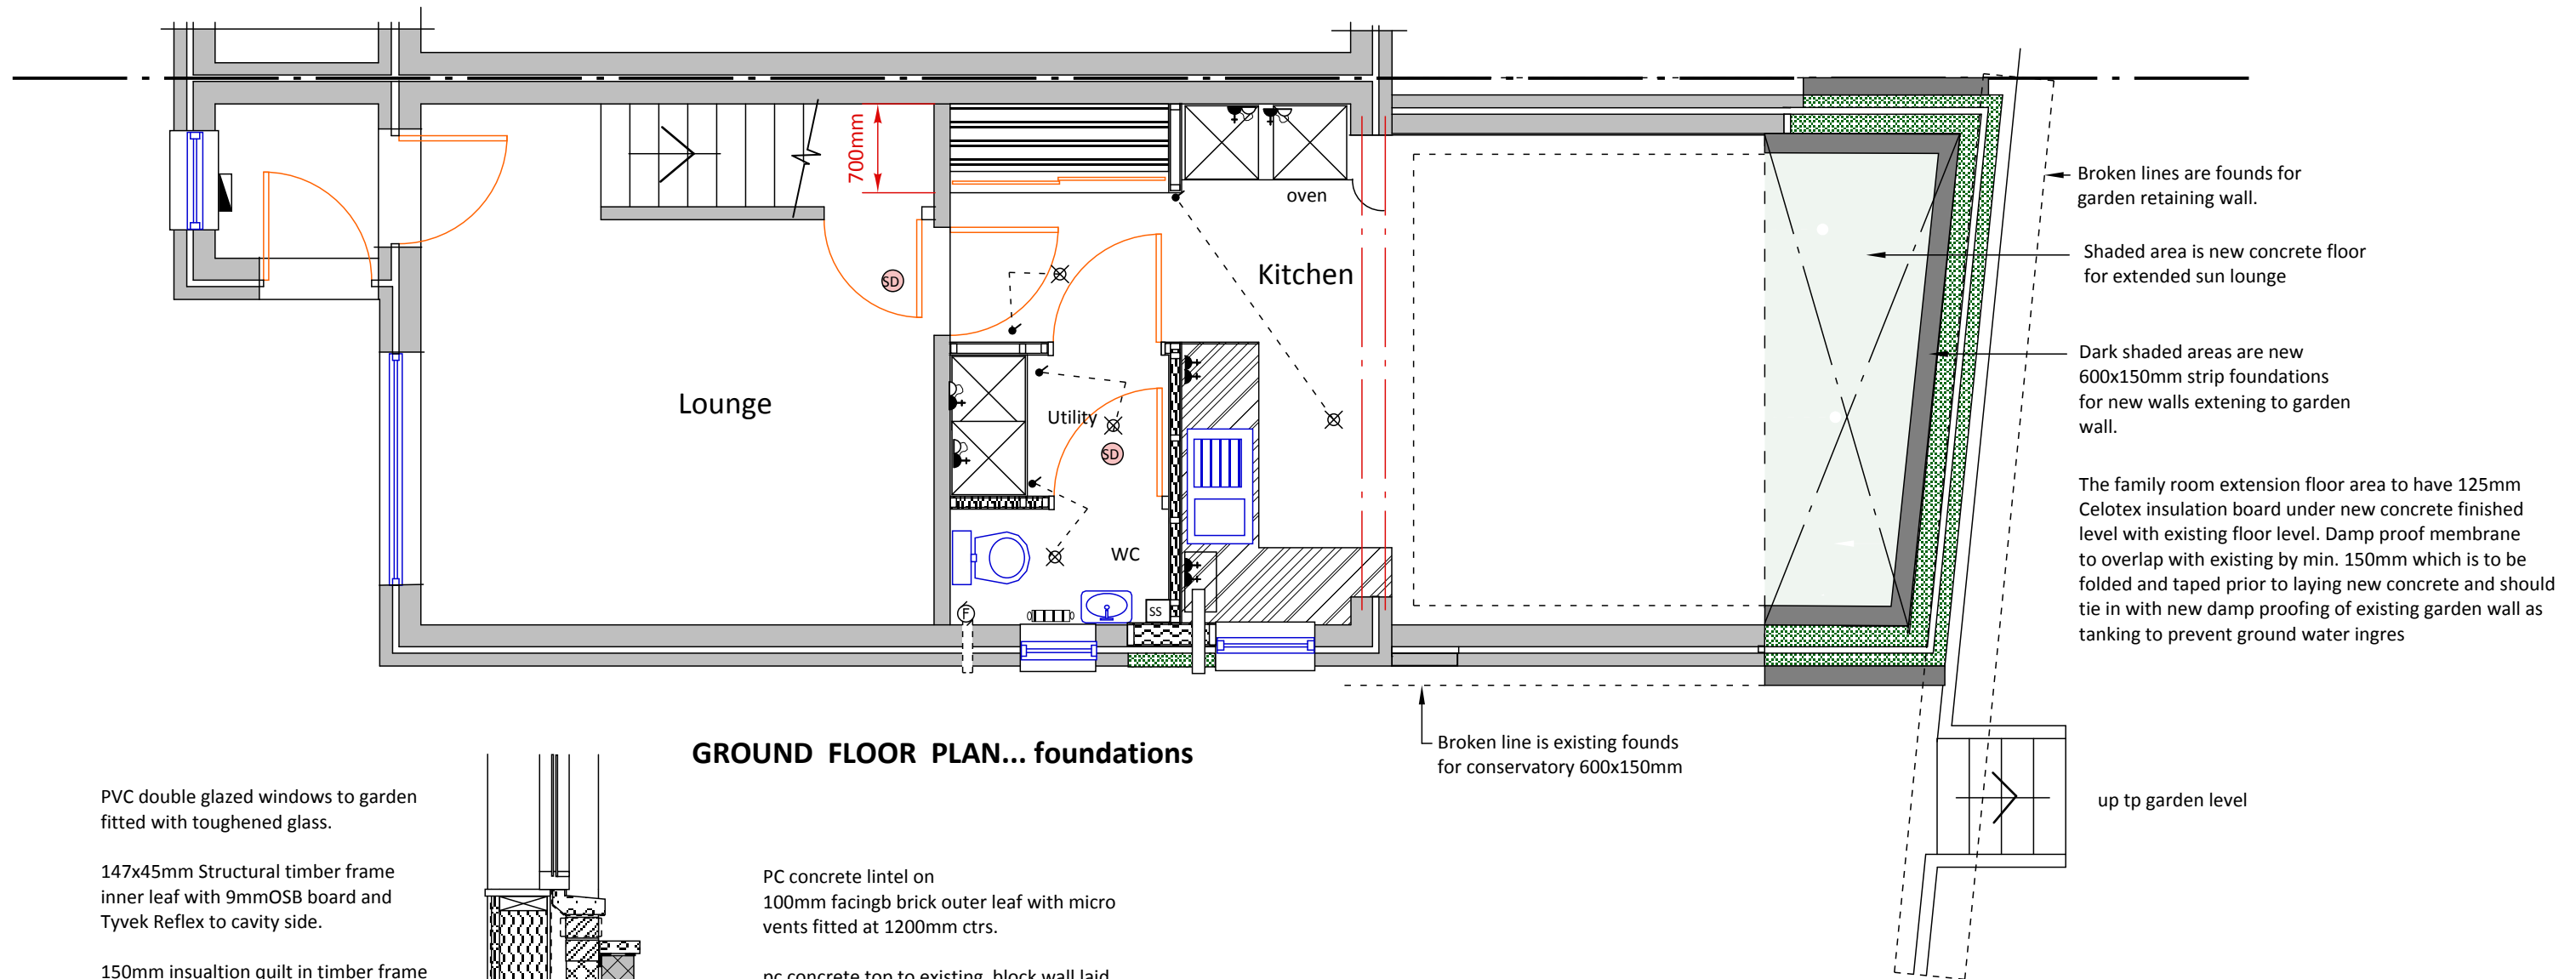 700mm
oven
Kitchen
SD
Lounge
Utility
SD
WC
F
SS
Broken lines are founds for
garden retaining wall.
Shaded area is new concrete floor
for extended sun lounge
Dark shaded areas are new
600x150mm strip foundations
for new walls extening to garden
wall.
The family room extension floor area to have 125mm
Celotex insulation board under new concrete finished
level with existing floor level. Damp proof membrane
to overlap with existing by min. 150mm which is to be
folded and taped prior to laying new concrete and should
tie in with new damp proofing of existing garden wall as
tanking to prevent ground water ingres
GROUND FLOOR PLAN... foundations
Broken line is existing founds
for conservatory 600x150mm
up tp garden level
PVC double glazed windows to garden
fitted with toughened glass.
147x45mm Structural timber frame
inner leaf with 9mmOSB board and
Tyvek Reflex to cavity side.
150mm insualtion quilt in timber frame
PC concrete lintel on
100mm facingb brick outer leaf with micro
vents fitted at 1200mm ctrs.
pc concrete top to existing block wall laid